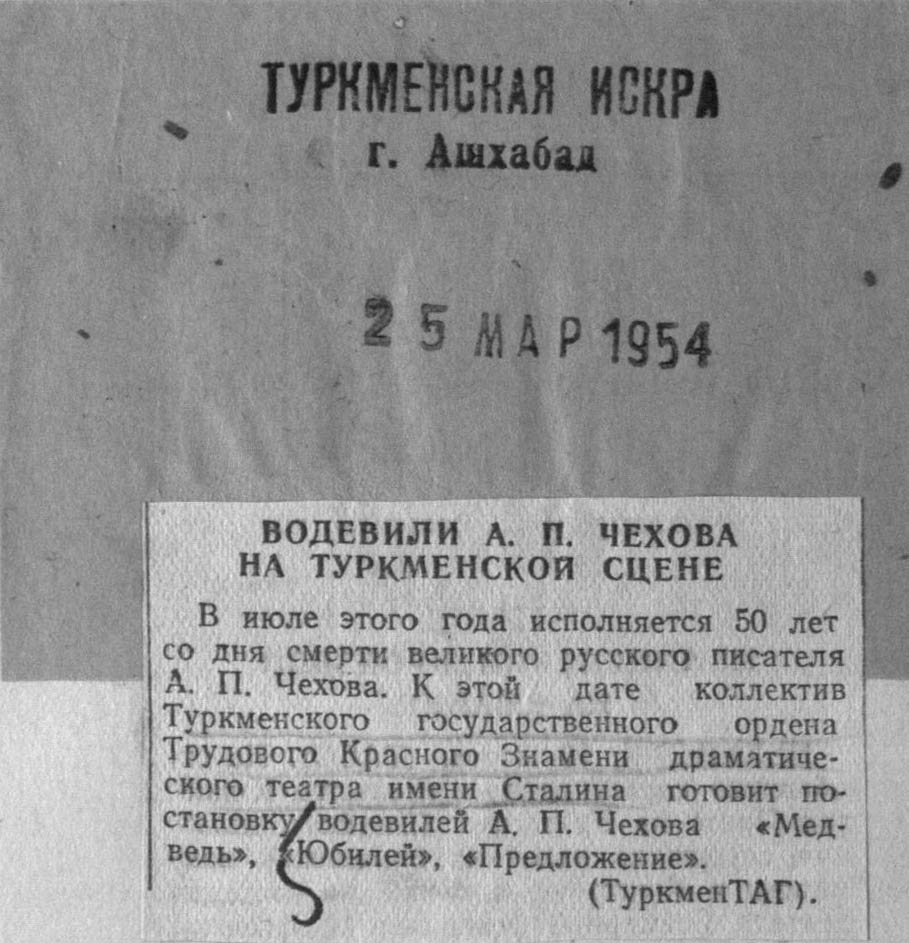 ТУРКМЕНСКАЯ ИСКРА
г. Ашхабад
25 МАР 1954
ВОДЕВИЛИ А. П. ЧЕХОВА
НА ТУРКМЕНСКОЙ СЦЕНЕ
В июле этого года исполняется 50 лет
со дня смерти великого русского писателя
А. П. Чехова. К этой дате коллектив
Туркменского государственного ордена
Трудового Красного Знамени драматиче-
ского театра имени Сталина готовит по-
становку водевилей А. П. Чехова «Мед-
ведь», «Юбилей», «Предложение».
(ТуркменТАГ).